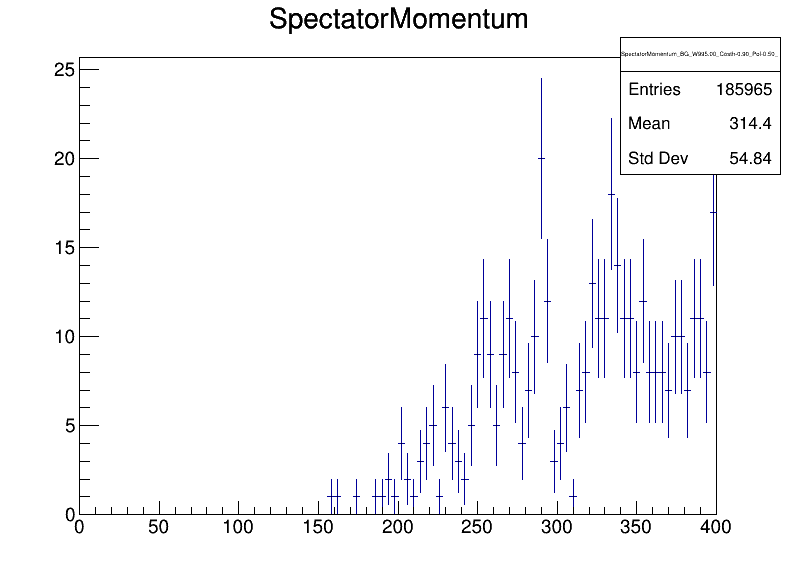 SpectatorMomentum
SpectatorMomentum_BG_W995.00_Costh-0.90_Pol-0.50_
Entries 185965
Mean 314.4
Std Dev 54.84
25
20
15
10
5
0
0 50 100 150 200 250 300 350 400